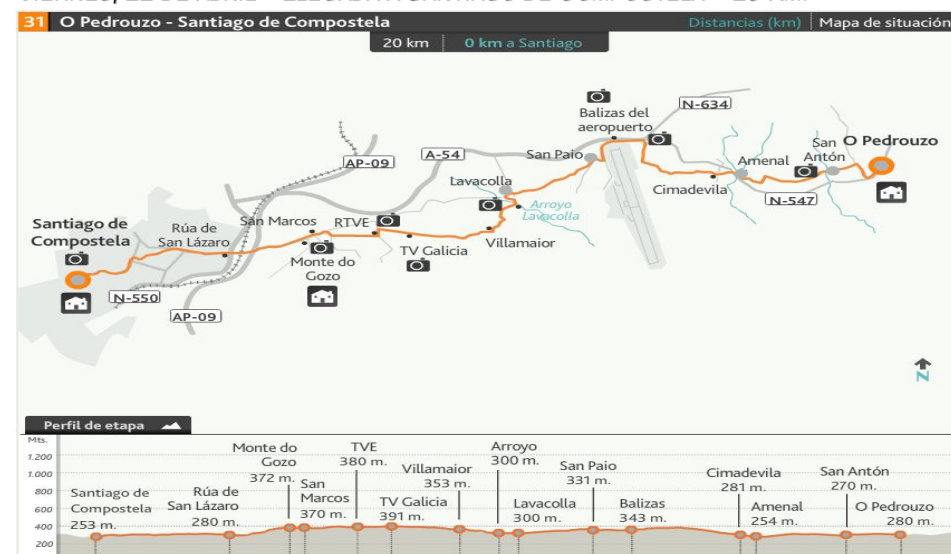 31 O Pedrouzo - Santiago de Compostela
Distancias (km) Mapa de situación
20 km 0 km a Santiago
N-634
Balizas del
aeropuerto
San Paio
San
Antón
O Pedrouzo
Amenal
Cimadevila
N-547
AP-09
A-54
Lavacolla
Arroyo
Lavacolla
Villamaior
TV Galicia
RTVE
San Marcos
Monte do
Gozo
Rúa de
San Lázaro
Santiago de
Compostela
N-550
AP-09
N
Perfil de etapa
Mts.
1.200
1.000
800
600
400
200
Santiago de
Compostela
253 m.
Rúa de
San Lázaro
280 m.
Monte do
Gozo
372 m.
San
Marcos
370 m.
TVE
380 m.
TV Galicia
391 m.
Villamaior
353 m.
Arroyo
300 m.
Lavacolla
300 m.
San Paio
331 m.
Balizas
343 m.
Cimadevila
281 m.
Amenal
254 m.
San Antón
270 m.
O Pedrouzo
280 m.